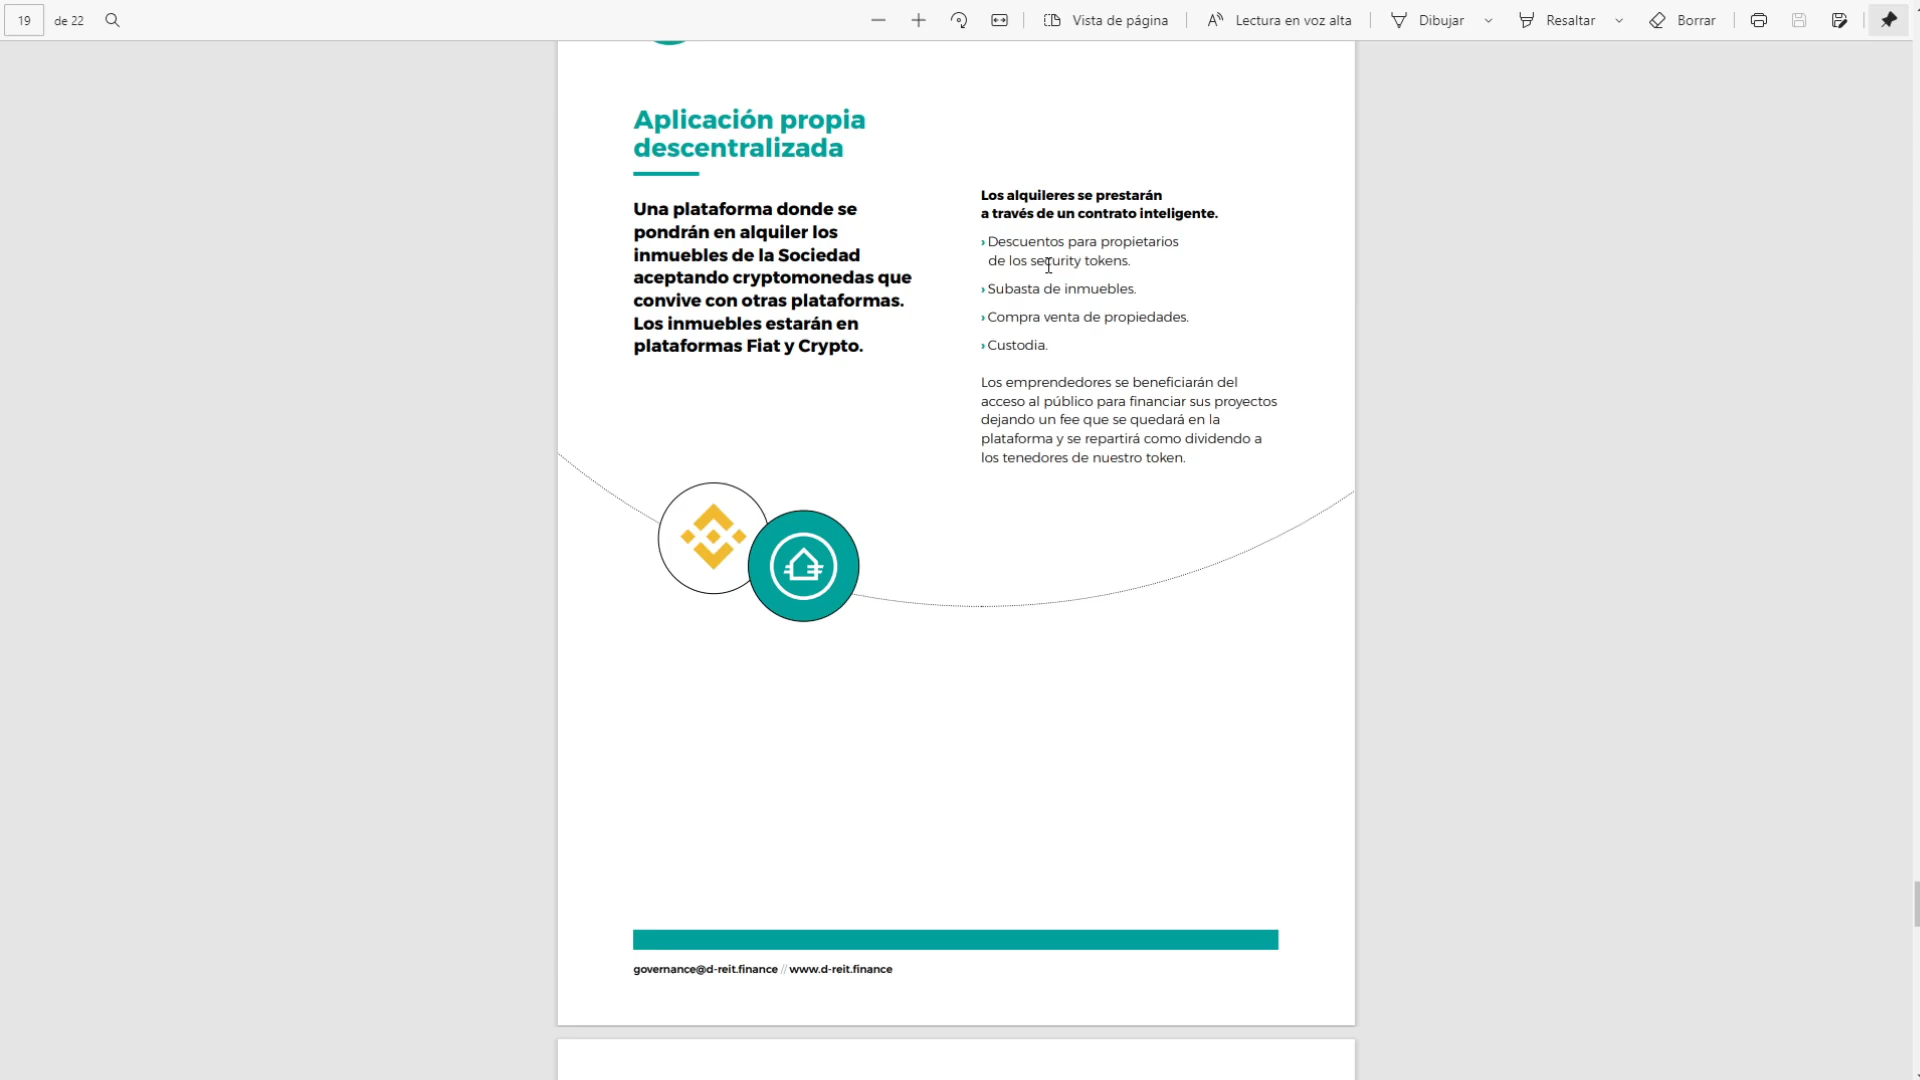 19 de 22
Vista de página
Lectura en voz alta
Dibujar
Resaltar
Borrar
Aplicación propia
descentralizada
Una plataforma donde se
pondrán en alquiler los
inmuebles de la Sociedad
aceptando cryptomonedas que
convive con otras plataformas.
Los inmuebles estarán en
plataformas Fiat y Crypto.
Los alquileres se prestarán
a través de un contrato inteligente.
› Descuentos para propietarios
de los security tokens.
› Subasta de inmuebles.
› Compra venta de propiedades.
› Custodia.
Los emprendedores se beneficiarán del
acceso al público para financiar sus proyectos
dejando un fee que se quedará en la
plataforma y se repartirá como dividendo a
los tenedores de nuestro token.
governance@d-reit.finance // www.d-reit.finance